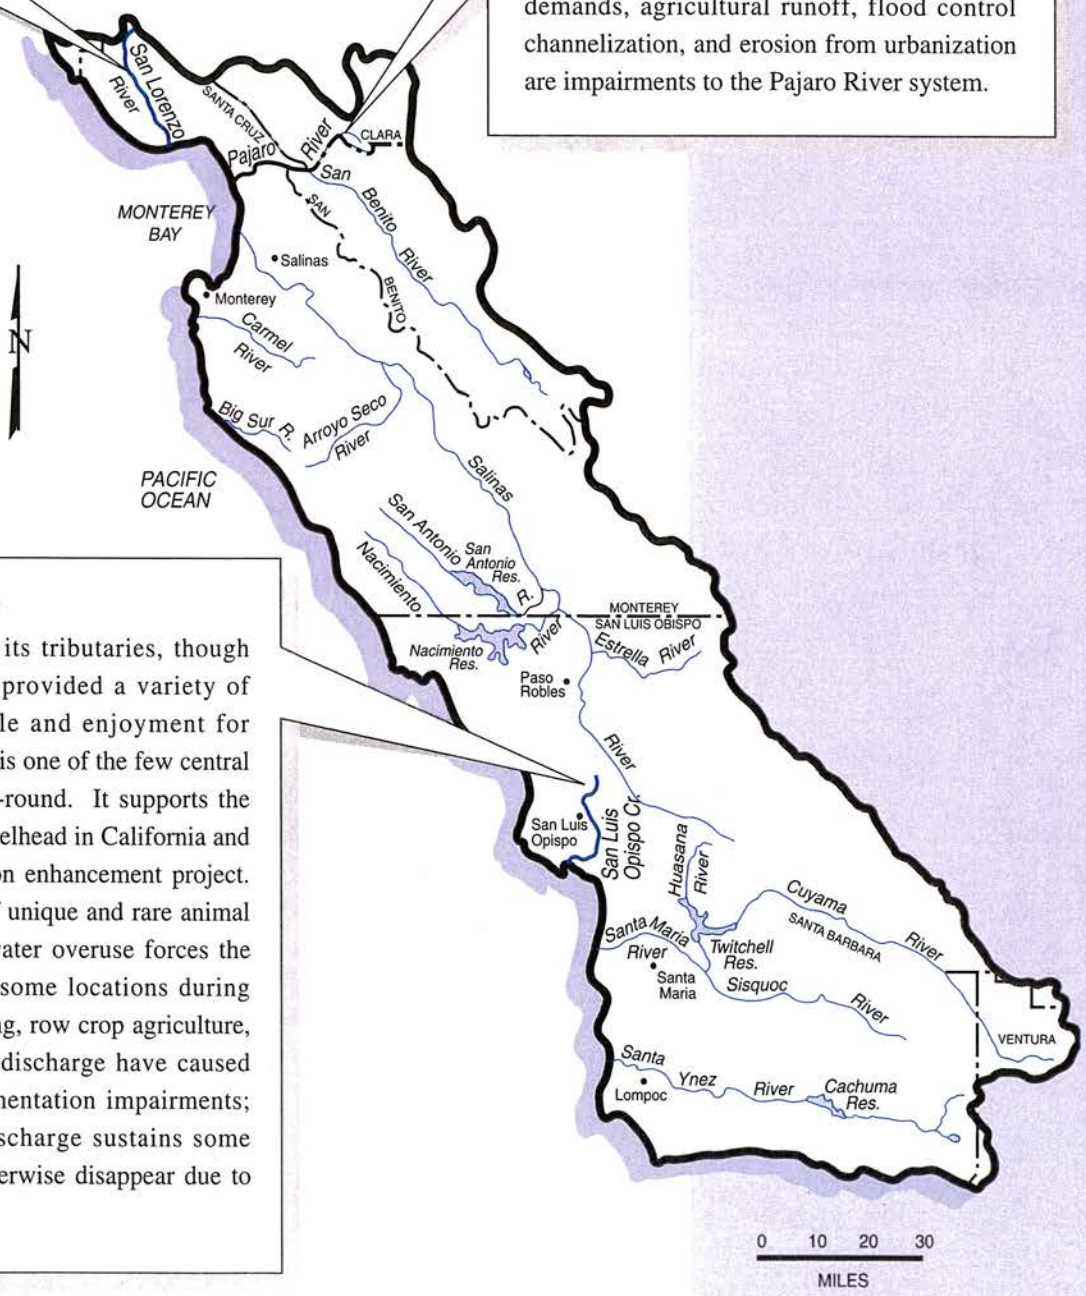 demands, agricultural runoff, flood control
channelization, and erosion from urbanization
are impairments to the Pajaro River system.
San Lorenzo
River
SANTA CRUZ
Pajaro River
CLARA
San Benito River
SAN BENITO
MONTEREY
BAY
Salinas
Monterey
N
Carmel
River
Big Sur R.
Arroyo Seco
River
PACIFIC
OCEAN
Salinas
San Antonio
R.
San
Antonio
Res.
Nacimiento
River
MONTEREY
SAN LUIS OBISPO
Nacimiento
Res.
Estrella River
Paso
Robles
River
its tributaries, though
provided a variety of
le and enjoyment for
is one of the few central
-round. It supports the
elhead in California and
on enhancement project.
f unique and rare animal
water overuse forces the
some locations during
ng, row crop agriculture,
discharge have caused
mentation impairments;
scharge sustains some
erwise disappear due to
San Luis
Opispo
San Luis
Opispo Cr.
Huasana
River
Cuyama River
SANTA BARBARA
Santa Maria
River
Twitchell
Res.
Santa
Maria
Sisquoc River
VENTURA
Santa Ynez River
Lompoc
Cachuma
Res.
0 10 20 30
MILES